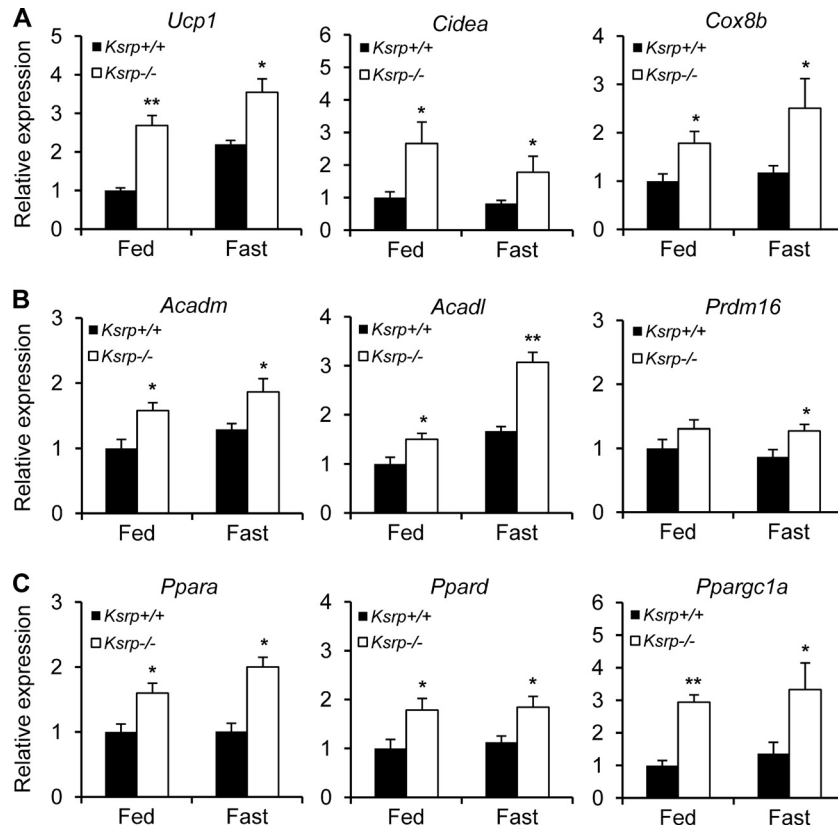 A
Ucp1
Cidea
Cox8b
Relative expression
5
4
3
2
1
0
Ksrp+/+
Ksrp-/-
**
*
Fed
Fast
6
5
4
3
2
1
0
Ksrp+/+
Ksrp-/-
*
*
Fed
Fast
4
3
2
1
0
Ksrp+/+
Ksrp-/-
*
*
Fed
Fast
B
Acadm
Acadl
Prdm16
Relative expression
3
2
1
0
Ksrp+/+
Ksrp-/-
*
*
Fed
Fast
4
3
2
1
0
Ksrp+/+
Ksrp-/-
*
**
Fed
Fast
3
2
1
0
Ksrp+/+
Ksrp-/-
*
Fed
Fast
C
Ppara
Ppard
Ppargc1a
Relative expression
3
2
1
0
Ksrp+/+
Ksrp-/-
*
*
Fed
Fast
4
3
2
1
0
Ksrp+/+
Ksrp-/-
*
*
Fed
Fast
6
5
4
3
2
1
0
Ksrp+/+
Ksrp-/-
**
*
Fed
Fast